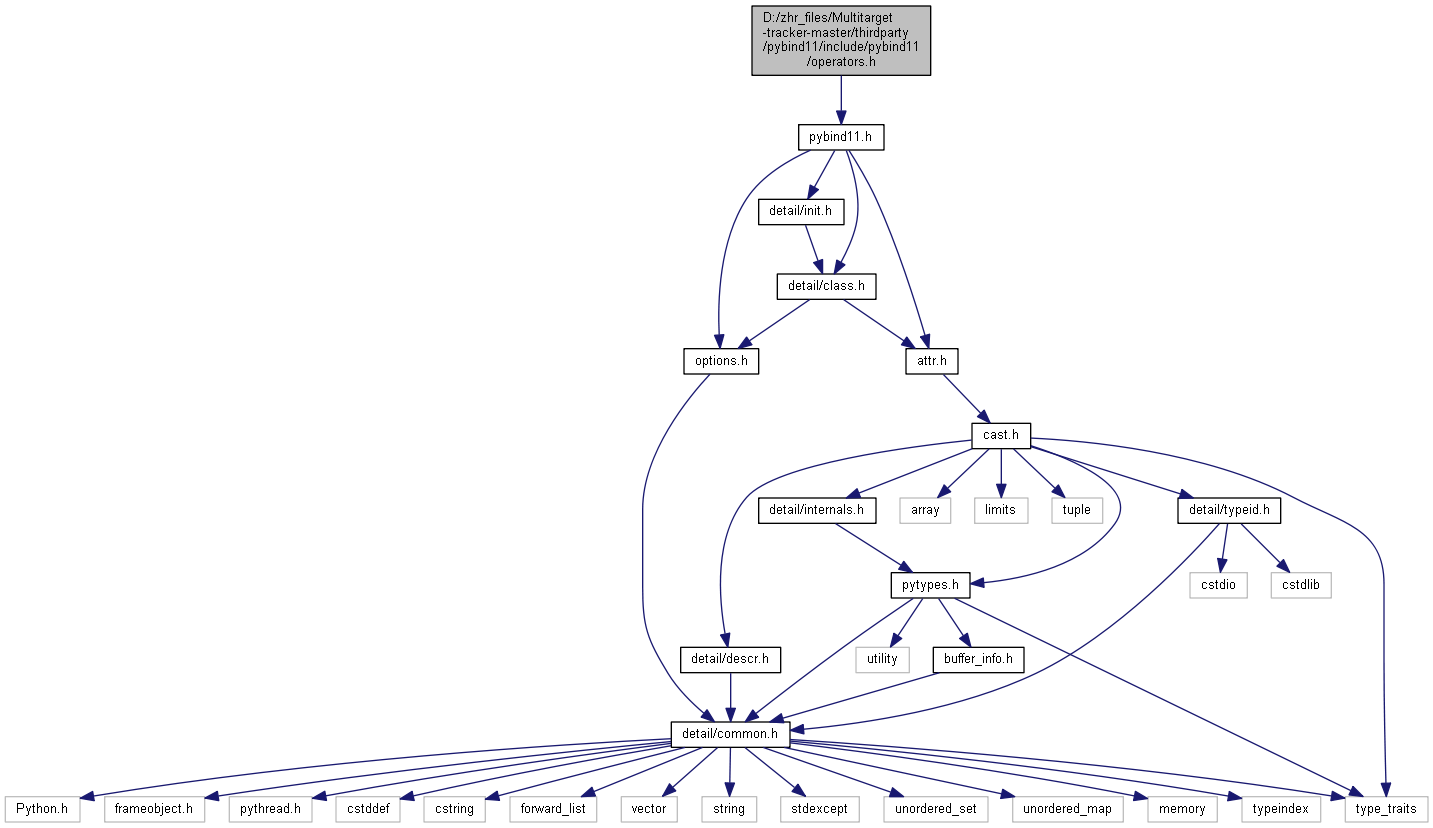 D:/zhr_files/Multitarget
-tracker-master/thirdparty
/pybind11/include/pybind11
/operators.h
pybind11.h
detail/init.h
detail/class.h
options.h
attr.h
cast.h
detail/internals.h
array
limits
tuple
detail/typeid.h
pytypes.h
cstdio
cstdlib
detail/descr.h
utility
buffer_info.h
detail/common.h
Python.h
frameobject.h
pythread.h
cstddef
cstring
forward_list
vector
string
stdexcept
unordered_set
unordered_map
memory
typeindex
type_traits